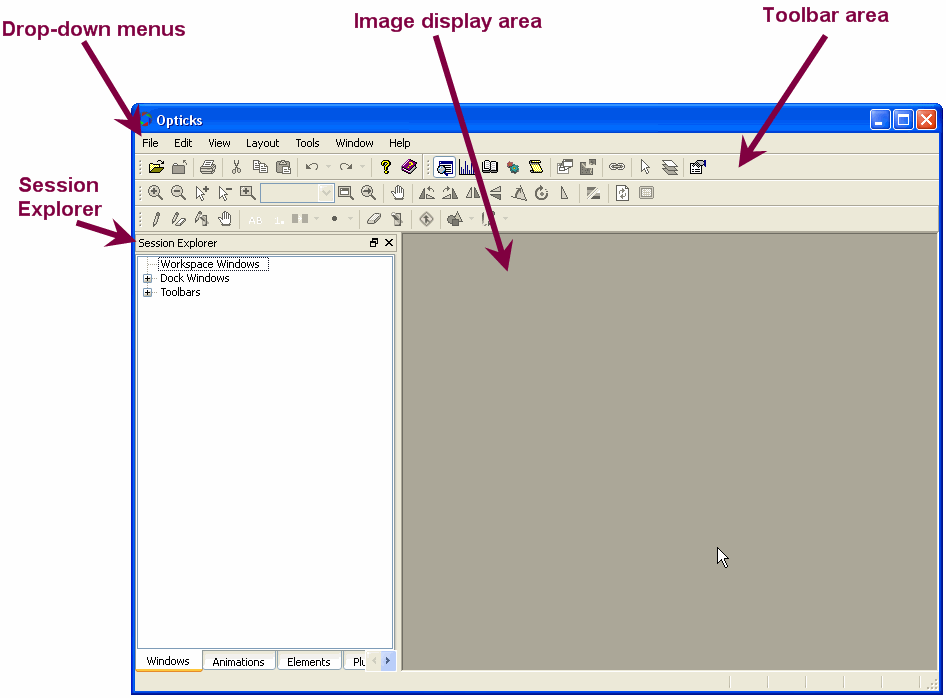 Drop-down menus
Image display area
Toolbar area
Opticks
File Edit View Layout Tools Window Help
Session
Explorer
Session Explorer
Workspace Windows
Dock Windows
Toolbars
Windows Animations Elements